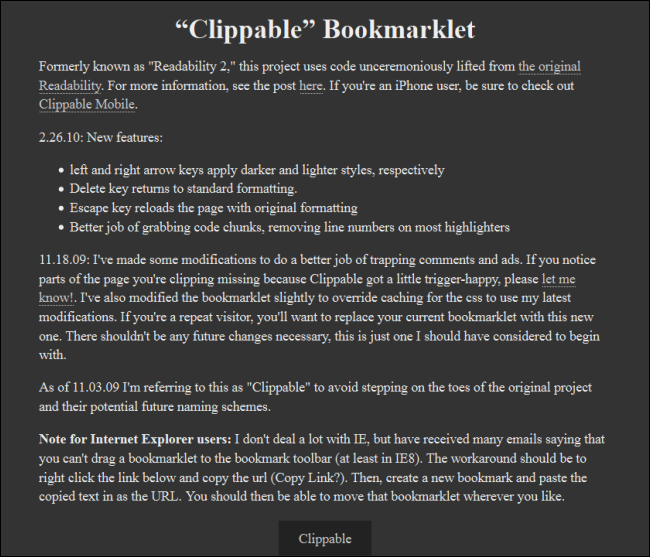 “Clippable” Bookmarklet
Formerly known as "Readability 2," this project uses code unceremoniously lifted from the original
Readability. For more information, see the post here. If you're an iPhone user, be sure to check out
Clippable Mobile.
2.26.10: New features:
• left and right arrow keys apply darker and lighter styles, respectively
• Delete key returns to standard formatting.
• Escape key reloads the page with original formatting
• Better job of grabbing code chunks, removing line numbers on most highlighters
11.18.09: I've made some modifications to do a better job of trapping comments and ads. If you notice
parts of the page you're clipping missing because Clippable got a little trigger-happy, please let me
know!. I've also modified the bookmarklet slightly to override caching for the css to use my latest
modifications. If you're a repeat visitor, you'll want to replace your current bookmarklet with this new
one. There shouldn't be any future changes necessary, this is just one I should have considered to begin
with.
As of 11.03.09 I'm referring to this as "Clippable" to avoid stepping on the toes of the original project
and their potential future naming schemes.
Note for Internet Explorer users: I don't deal a lot with IE, but have received many emails saying that
you can't drag a bookmarklet to the bookmark toolbar (at least in IE8). The workaround should be to
right click the link below and copy the url (Copy Link?). Then, create a new bookmark and paste the
copied text in as the URL. You should then be able to move that bookmarklet wherever you like.
Clippable